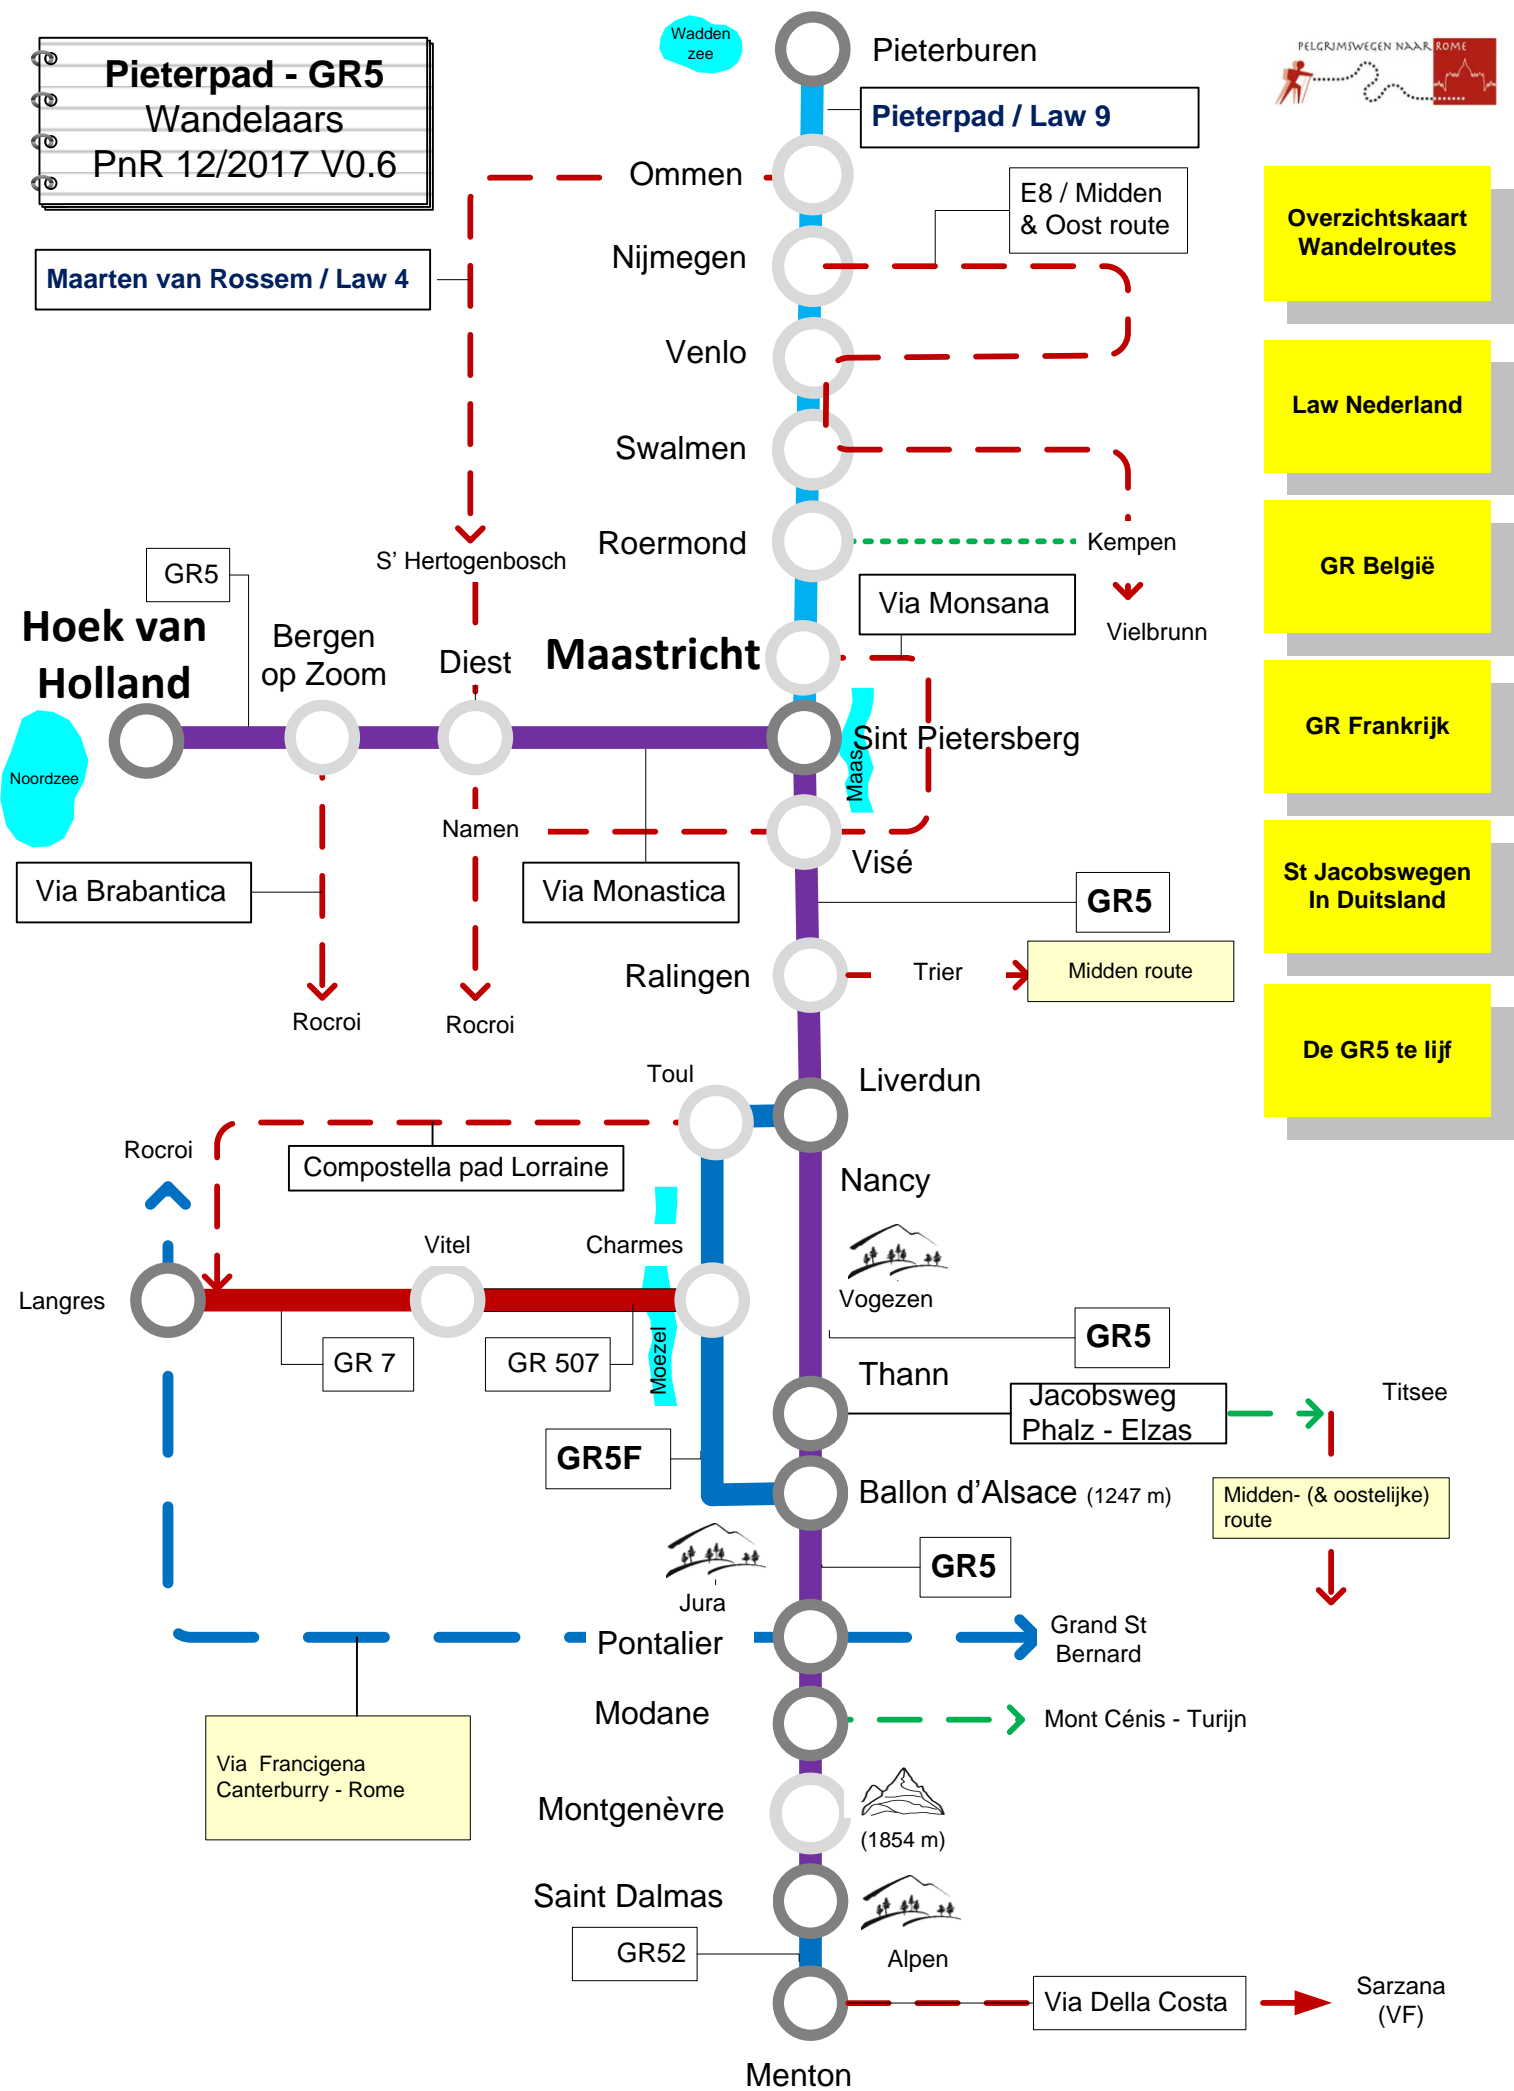 Pieterpad - GR5
Wandelaars
PnR 12/2017 V0.6
Wadden
zee
Pieterburen
PELGRIMSWEGEN NAAR ROME
Pieterpad / Law 9
Ommen
E8 / Midden
& Oost route
Overzichtskaart
Wandelroutes
Maarten van Rossem / Law 4
Nijmegen
Venlo
Law Nederland
Swalmen
Roermond
Kempen
S' Hertogenbosch
GR België
GR5
Via Monsana
Vielbrunn
Hoek van
Holland
Bergen
op Zoom
Diest
Maastricht
Sint Pietersberg
Maas
GR Frankrijk
Noordzee
Namen
Visé
Via Brabantica
Via Monastica
GR5
St Jacobswegen
In Duitsland
Ralingen
Trier
Midden route
Rocroi
Rocroi
De GR5 te lijf
Toul
Liverdun
Rocroi
Compostella pad Lorraine
Nancy
Vitel
Charmes
Langres
Vogezen
Moezel
GR 7
GR 507
GR5
Thann
Jacobsweg
Phalz - Elzas
Titsee
GR5F
Ballon d'Alsace (1247 m)
Midden- (& oostelijke)
route
GR5
Jura
Pontalier
Grand St
Bernard
Modane
Mont Cénis - Turijn
Via Francigena
Canterburry - Rome
Montgenèvre
(1854 m)
Saint Dalmas
GR52
Alpen
Via Della Costa
Sarzana
(VF)
Menton